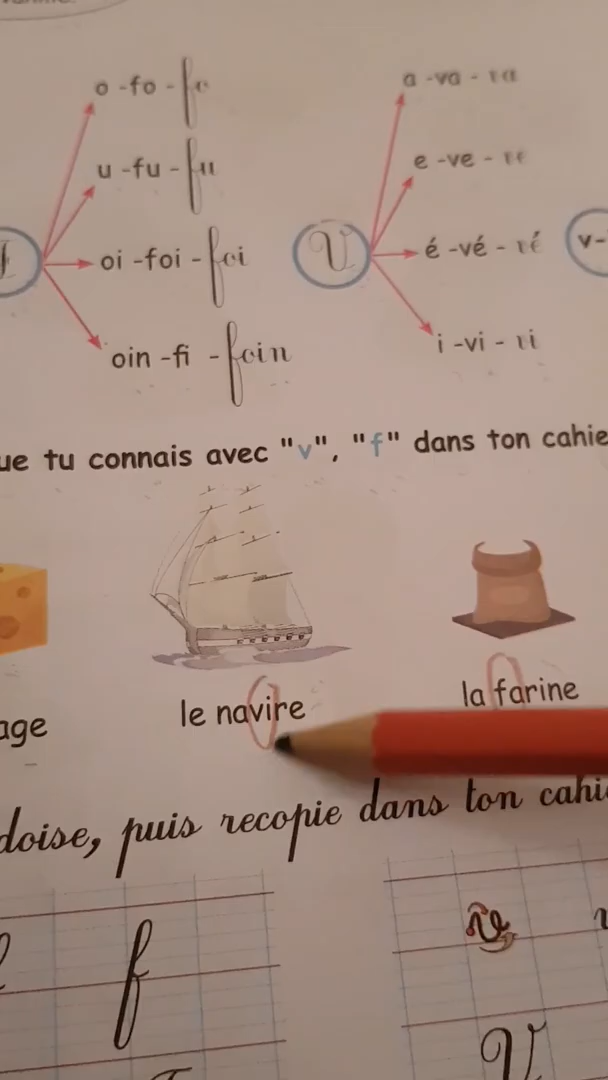 o -fo - fo
u -fu - fu
oi -foi - foi
oin -fi - foin
V
a -va - va
e -ve - ve
é -vé - vé
i -vi - vi
v-
ue tu connais avec "v", "f" dans ton cahie
age
le navire
la farine
doise, puis recopie dans ton cahi
f
v
V